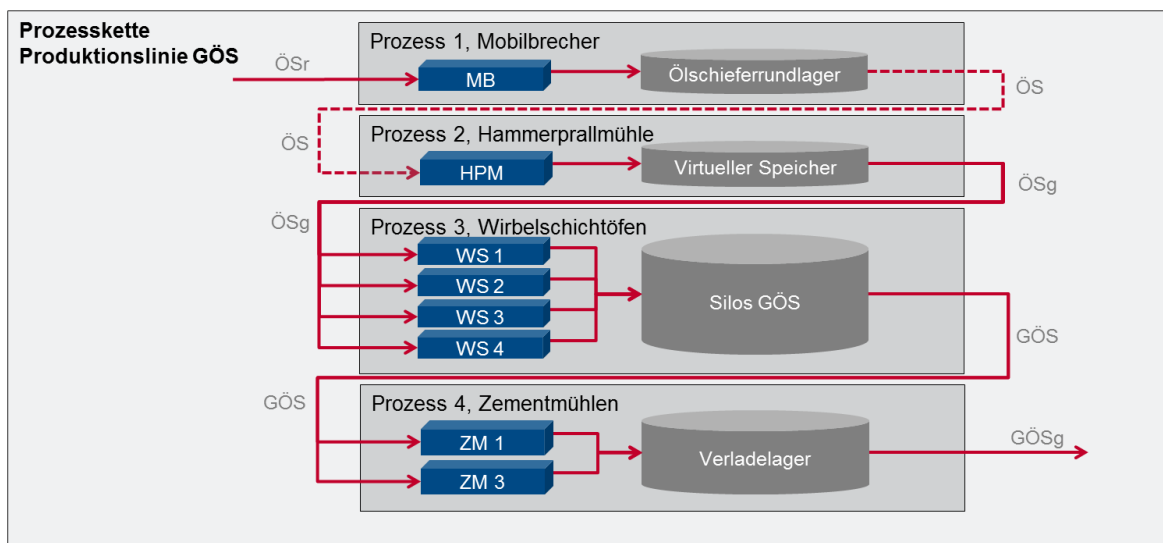 Prozesskette
Produktionslinie GÖS
Prozess 1, Mobilbrecher
ÖSr
MB
Ölschieferrundlager
ÖS
Prozess 2, Hammerprallmühle
ÖS
HPM
Virtueller Speicher
ÖSg
ÖSg
Prozess 3, Wirbelschichtöfen
WS 1
WS 2
WS 3
WS 4
Silos GÖS
GÖS
GÖS
Prozess 4, Zementmühlen
ZM 1
ZM 3
Verladelager
GÖSg